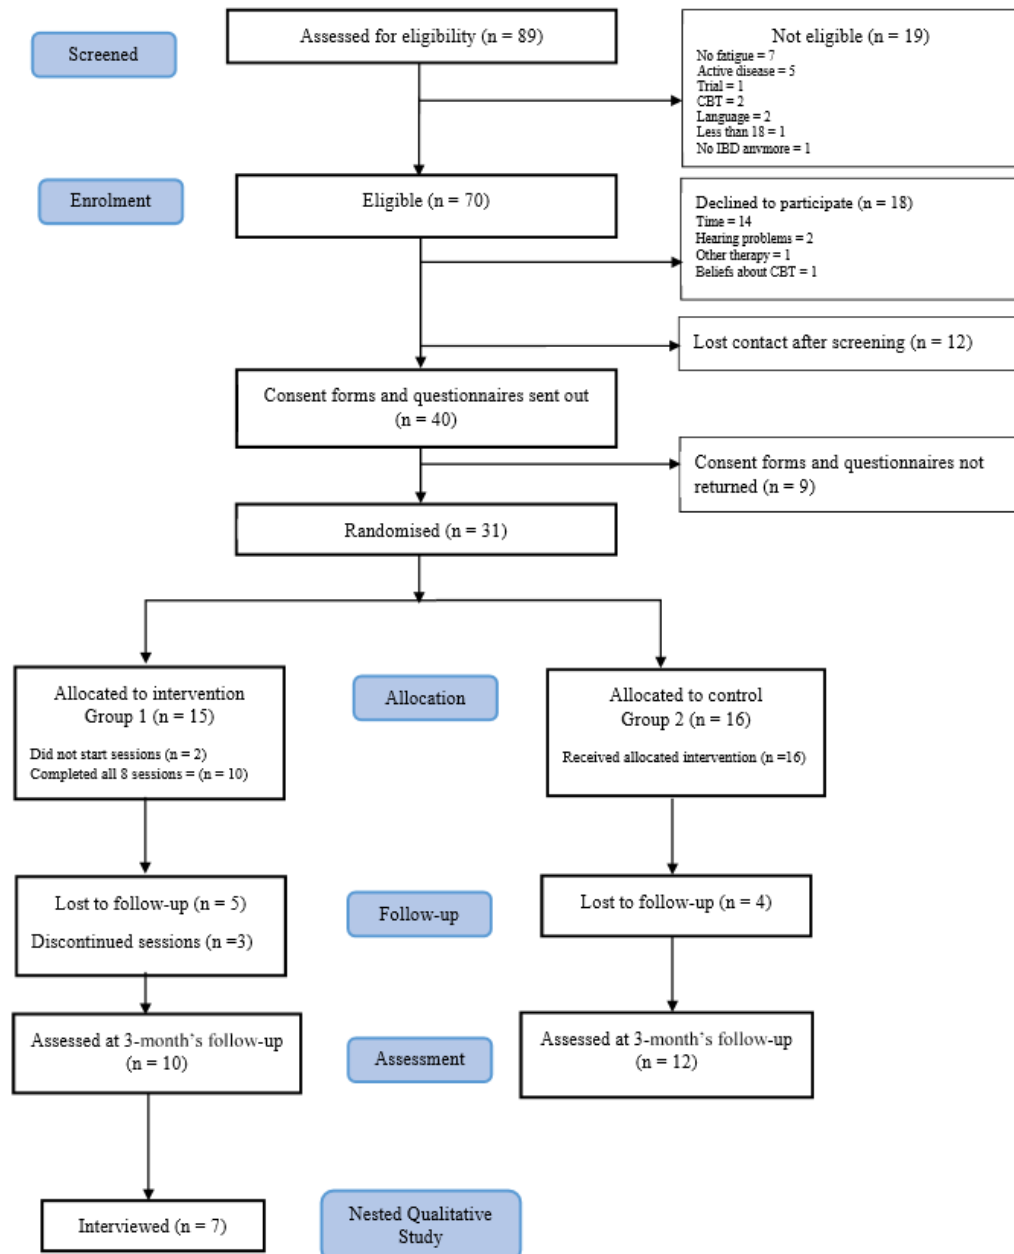 Screened
Assessed for eligibility (n = 89)
Not eligible (n = 19)
No fatigue = 7
Active disease = 5
Trial = 1
CBT = 2
Language = 2
Less than 18 = 1
No IBD anymore = 1
Enrolment
Eligible (n = 70)
Declined to participate (n = 18)
Time = 14
Hearing problems = 2
Other therapy = 1
Beliefs about CBT = 1
Lost contact after screening (n = 12)
Consent forms and questionnaires sent out
(n = 40)
Consent forms and questionnaires not
returned (n = 9)
Randomised (n = 31)
Allocated to intervention
Group 1 (n = 15)
Did not start sessions (n = 2)
Completed all 8 sessions = (n = 10)
Allocation
Allocated to control
Group 2 (n = 16)
Received allocated intervention (n =16)
Lost to follow-up (n = 5)
Discontinued sessions (n =3)
Follow-up
Lost to follow-up (n = 4)
Assessed at 3-month's follow-up
(n = 10)
Assessment
Assessed at 3-month's follow-up
(n = 12)
Interviewed (n = 7)
Nested Qualitative
Study